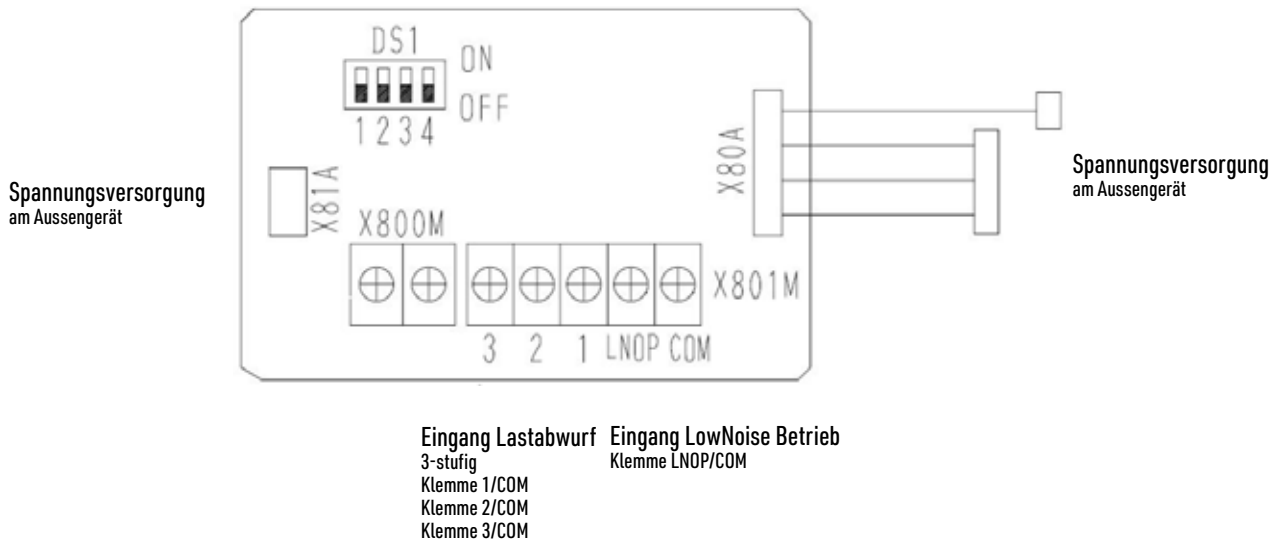 DS1
ON
OFF
1 2 3 4
X81A
X800M
X80A
X801M
3 2 1 LNOP COM
Spannungsversorgung
am Aussengerät
Spannungsversorgung
am Aussengerät
Eingang Lastabwurf
3-stufig
Klemme 1/COM
Klemme 2/COM
Klemme 3/COM
Eingang LowNoise Betrieb
Klemme LNOP/COM